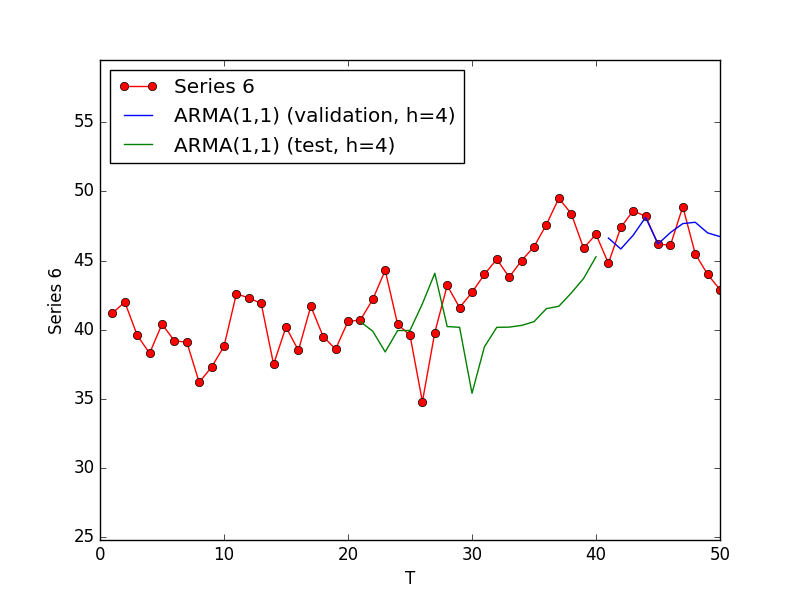 Series 6
ARMA(1,1) (validation, h=4)
ARMA(1,1) (test, h=4)
55
50
45
40
35
30
25
Series 6
0 10 20 30 40 50
T